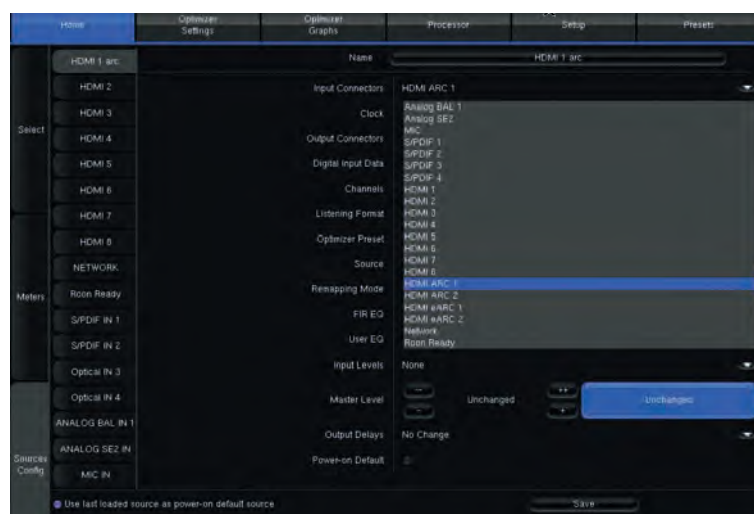 Home
Optimizer Settings
Optimizer Graphs
Processor
Setup
Presets
Select
Meters
Sources Config
HDMI 1 arc
HDMI 2
HDMI 3
HDMI 4
HDMI 5
HDMI 6
HDMI 7
HDMI 8
NETWORK
Roon Ready
S/PDIF IN 1
S/PDIF IN 2
Optical IN 3
Optical IN 4
ANALOG BAL IN 1
ANALOG SE2 IN
MIC IN
Name HDMI 1 arc
Input Connectors HDMI ARC 1
Clock
Output Connectors
Digital Input Data
Channels
Listening Format
Optimizer Preset
Source
Remapping Mode
FIR EQ
User EQ
Analog BAL 1
Analog SE2
MIC
S/PDIF 1
S/PDIF 2
S/PDIF 3
S/PDIF 4
HDMI 1
HDMI 2
HDMI 3
HDMI 4
HDMI 5
HDMI 6
HDMI 7
HDMI 8
HDMI ARC 1
HDMI ARC 2
HDMI eARC 1
HDMI eARC 2
Network
Roon Ready
Input Levels None
Master Level -- - Unchanged ++ + Unchanged
Output Delays No Change
Power-on Default
Use last loaded source as power-on default source
Save